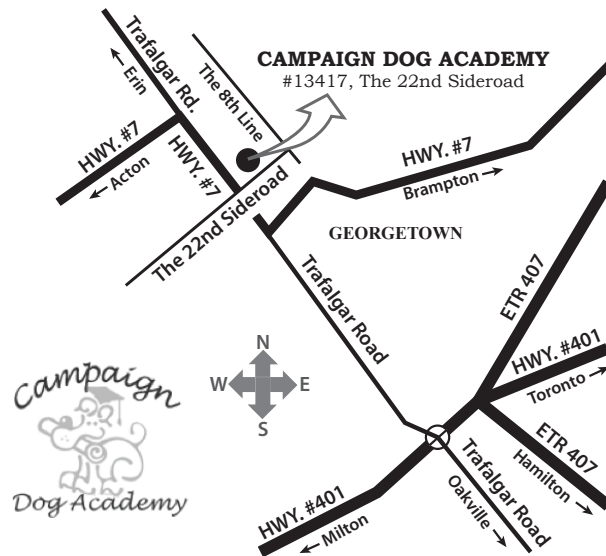 CAMPAIGN DOG ACADEMY
#13417, The 22nd Sideroad
Trafalgar Rd.
Erin
The 8th Line
HWY. #7
Acton
HWY. #7
The 22nd Sideroad
HWY. #7
Brampton
GEORGETOWN
Trafalgar Road
ETR 407
HWY. #401
Toronto
N
W
E
S
ETR 407
Hamilton
Trafalgar Road
Oakville
HWY. #401
Milton
Campaign
Dog Academy